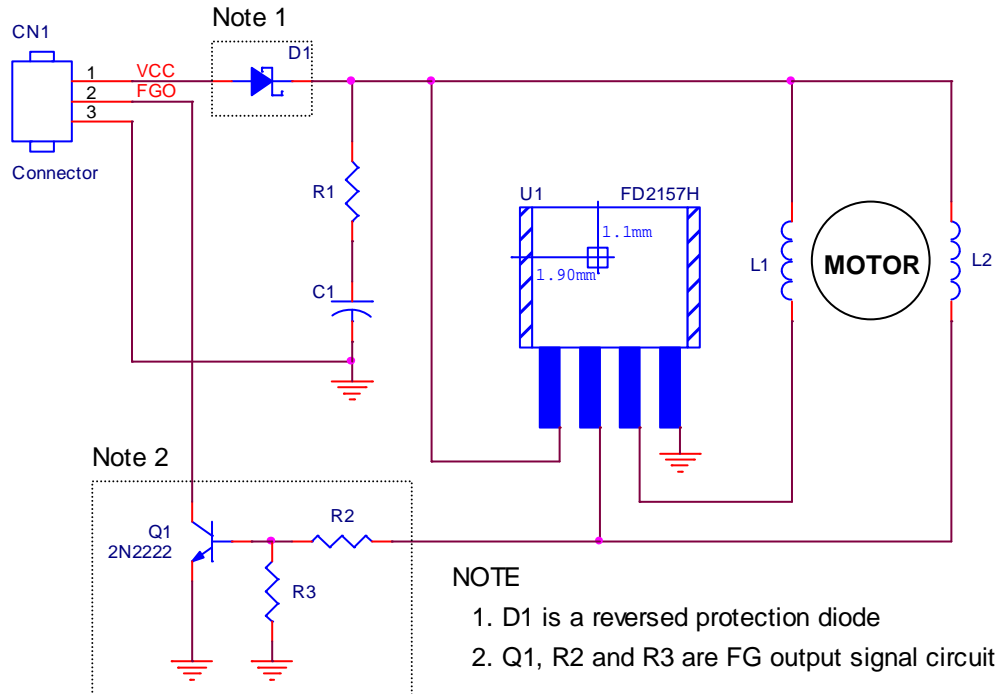 Note 1
CN1
D1
1
VCC
2
FGO
3
Connector
R1
U1
FD2157H
1.1mm
1.90mm
L1
MOTOR
L2
C1
Note 2
Q1
2N2222
R2
R3
NOTE
1. D1 is a reversed protection diode
2. Q1, R2 and R3 are FG output signal circuit